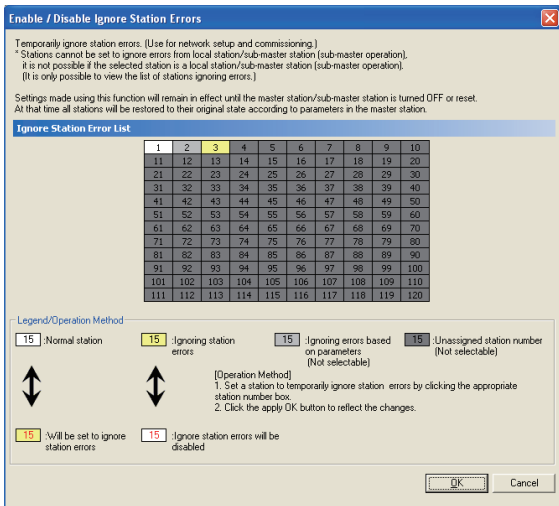 Enable / Disable Ignore Station Errors
Temporarily ignore station errors. (Use for network setup and commissioning.)
* Stations cannot be set to ignore errors from local station/sub-master station (sub-master operation),
it is not possible if the selected station is a local station/sub-master station (sub-master operation).
(It is only possible to view the list of stations ignoring errors.)
Settings made using this function will remain in effect until the master station/sub-master station is turned OFF or reset.
At that time all stations will be restored to their original state according to parameters in the master station.
Ignore Station Error List
1 2 3 4 5 6 7 8 9 10
11 12 13 14 15 16 17 18 19 20
21 22 23 24 25 26 27 28 29 30
31 32 33 34 35 36 37 38 39 40
41 42 43 44 45 46 47 48 49 50
51 52 53 54 55 56 57 58 59 60
61 62 63 64 65 66 67 68 69 70
71 72 73 74 75 76 77 78 79 80
81 82 83 84 85 86 87 88 89 90
91 92 93 94 95 96 97 98 99 100
101 102 103 104 105 106 107 108 109 110
111 112 113 114 115 116 117 118 119 120
Legend/Operation Method
15 :Normal station
15 :Ignoring station
errors
15 :Ignoring errors based
on parameters
(Not selectable)
15 :Unassigned station number
(Not selectable)
[Operation Method]
1. Set a station to temporarily ignore station errors by clicking the appropriate
station number box.
2. Click the apply OK button to reflect the changes.
15 :Will be set to ignore
station errors
15 :Ignore station errors will be
disabled
OK Cancel